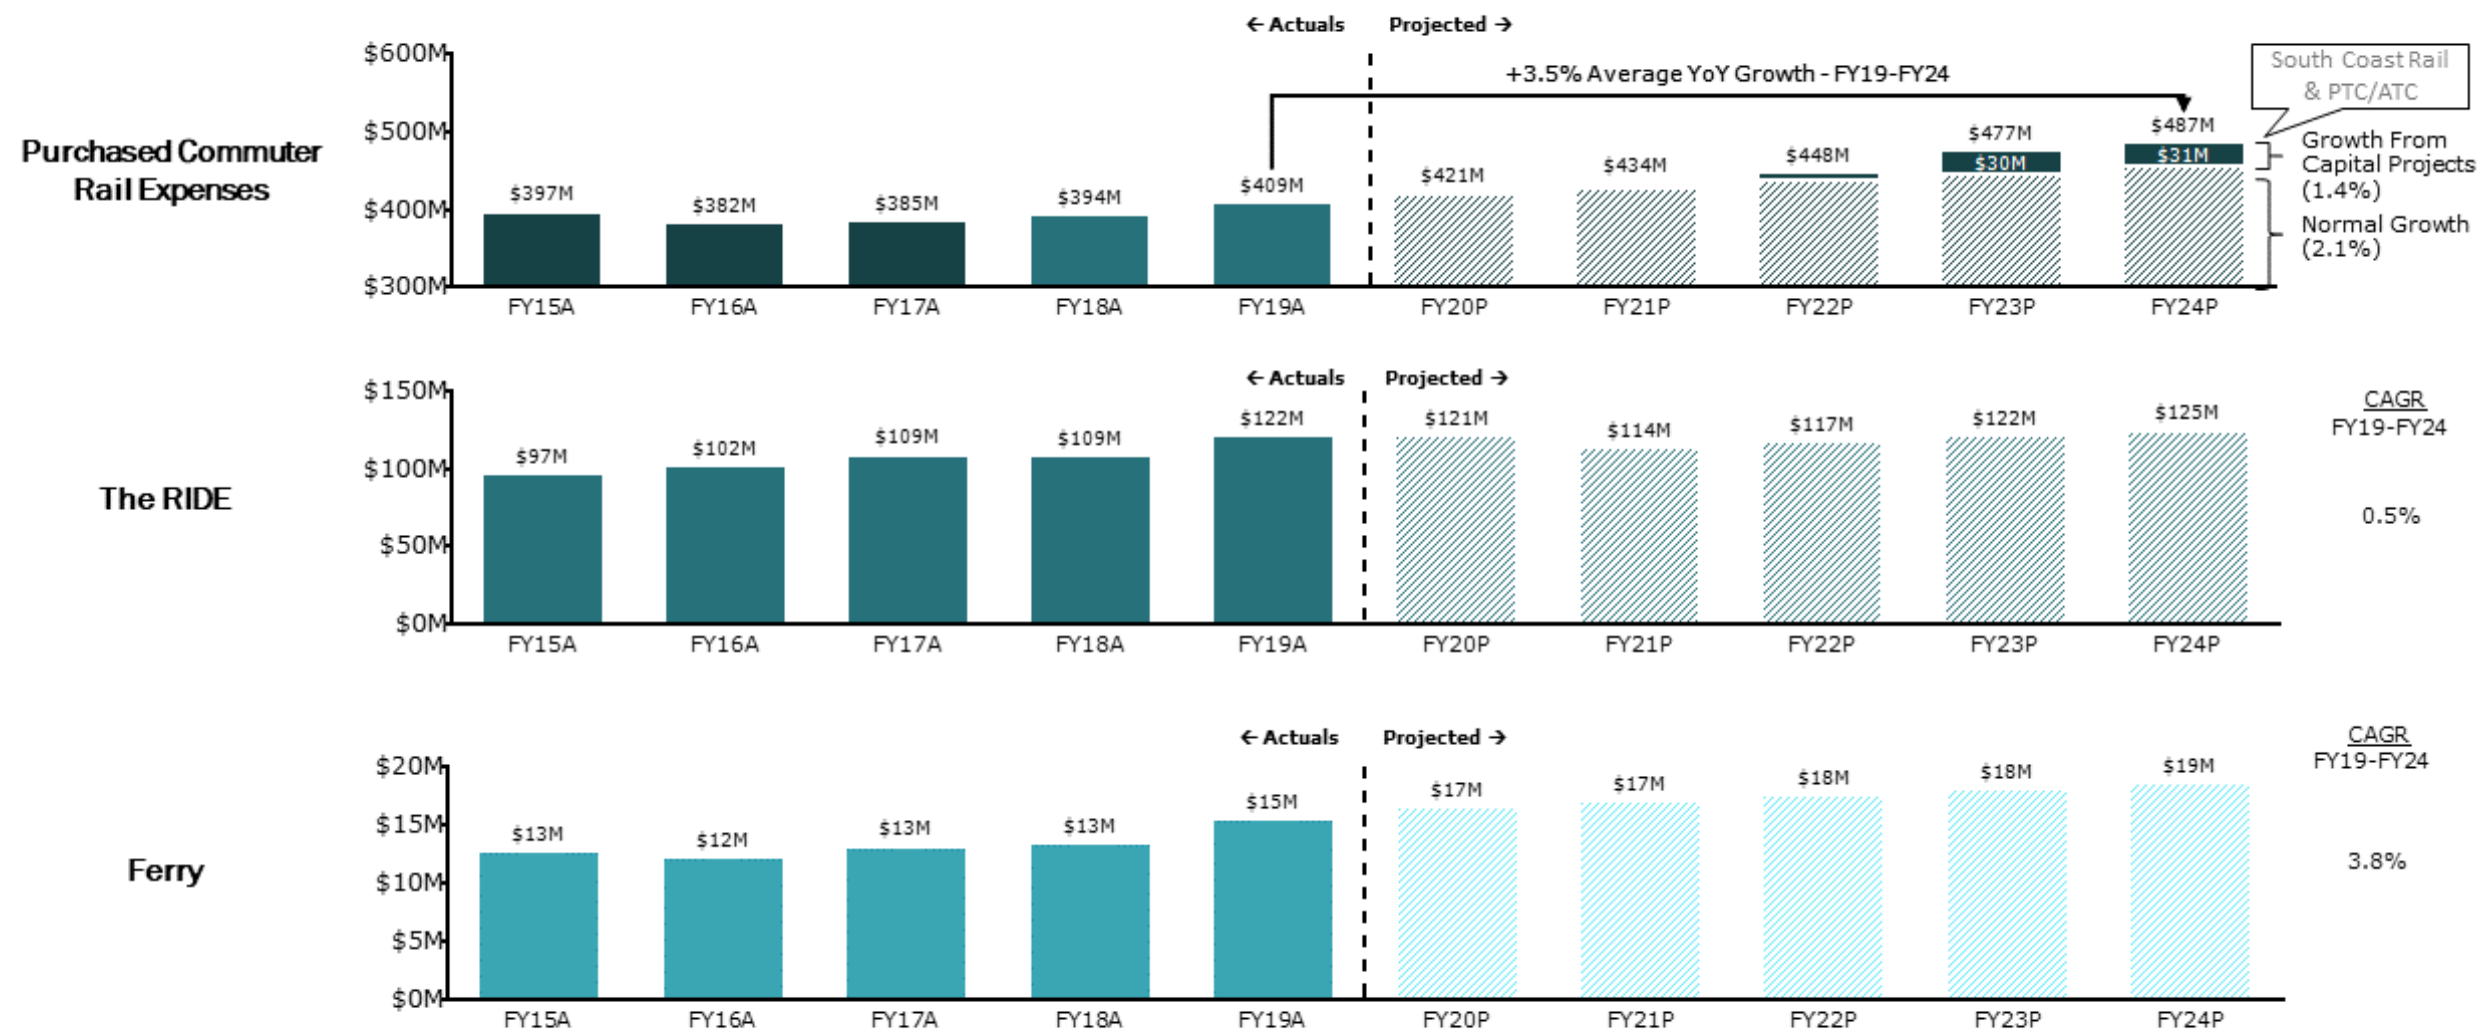 ← Actuals Projected →
+3.5% Average YoY Growth - FY19-FY24
South Coast Rail
& PTC/ATC
Purchased Commuter
Rail Expenses
$600M
$500M
$400M
$300M
$397M
$382M
$385M
$394M
$409M
$421M
$434M
$448M
$477M
$30M
$487M
$31M
Growth From
Capital Projects
(1.4%)
Normal Growth
(2.1%)
FY15A FY16A FY17A FY18A FY19A FY20P FY21P FY22P FY23P FY24P
← Actuals Projected →
The RIDE
$150M
$100M
$50M
$0M
$97M
$102M
$109M
$109M
$122M
$121M
$114M
$117M
$122M
$125M
CAGR
FY19-FY24
0.5%
FY15A FY16A FY17A FY18A FY19A FY20P FY21P FY22P FY23P FY24P
← Actuals Projected →
Ferry
$20M
$15M
$10M
$5M
$0M
$13M
$12M
$13M
$13M
$15M
$17M
$17M
$18M
$18M
$19M
CAGR
FY19-FY24
3.8%
FY15A FY16A FY17A FY18A FY19A FY20P FY21P FY22P FY23P FY24P